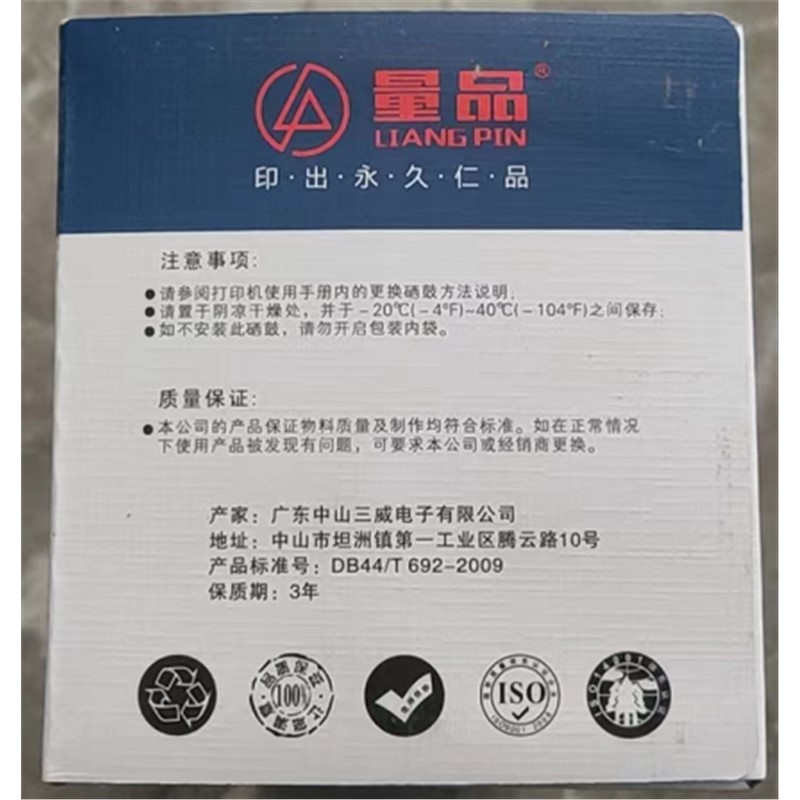 量品®
LIANG PIN
印·出·永·久·仁·品
注意事项:
●请参阅打印机使用手册内的更换硒鼓方法说明;
●请置于阴凉干燥处,并于-20℃(-4°F)~40℃(-104°F)之间保存;
●如不安装此硒鼓,请勿开启包装内袋。
质量保证:
●本公司的产品保证物料质量及制作均符合标准。如在正常情况
下使用产品被发现有问题,可要求本公司或经销商更换。
产家:广东中山三威电子有限公司
地址:中山市坦洲镇第一工业区腾云路10号
产品标准号:DB44/T 692-2009
保质期:3年
品质保存
100%
ISO